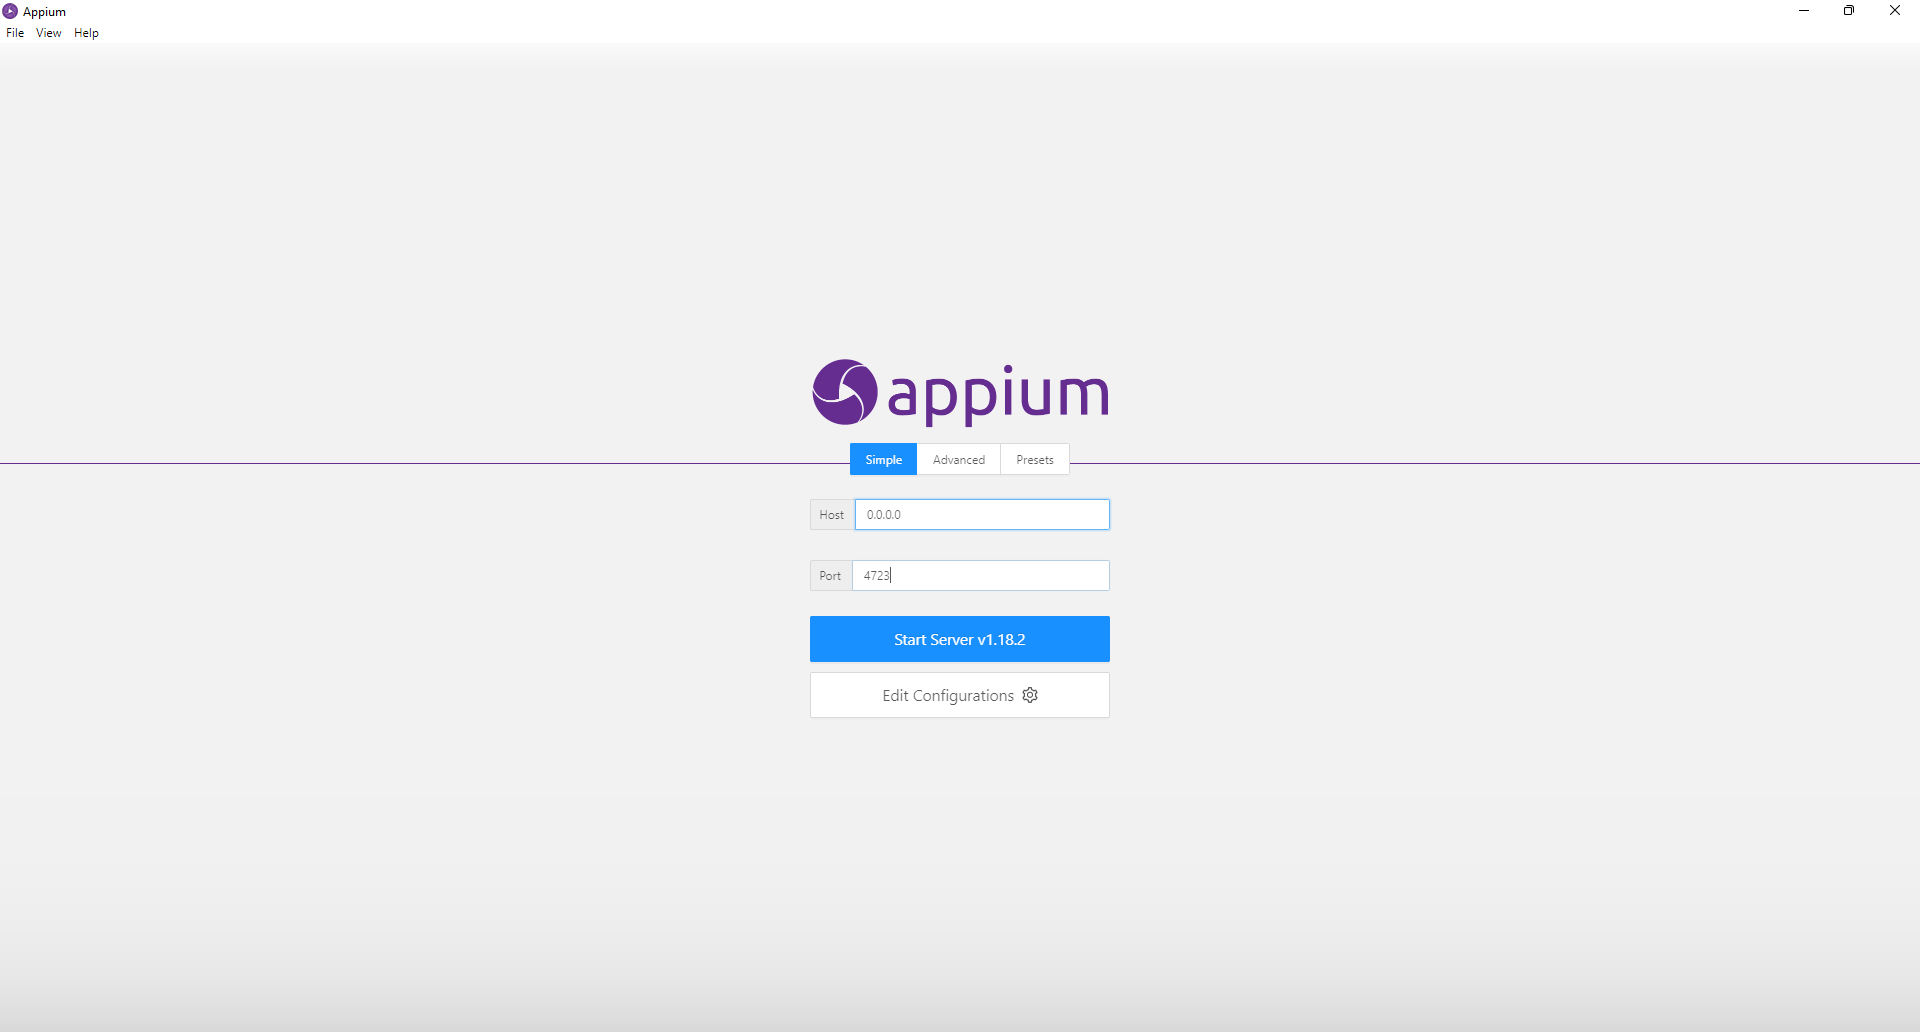 Appium
File View Help
appium
Simple Advanced Presets
Host 0.0.0.0
Port 4723
Start Server v1.18.2
Edit Configurations